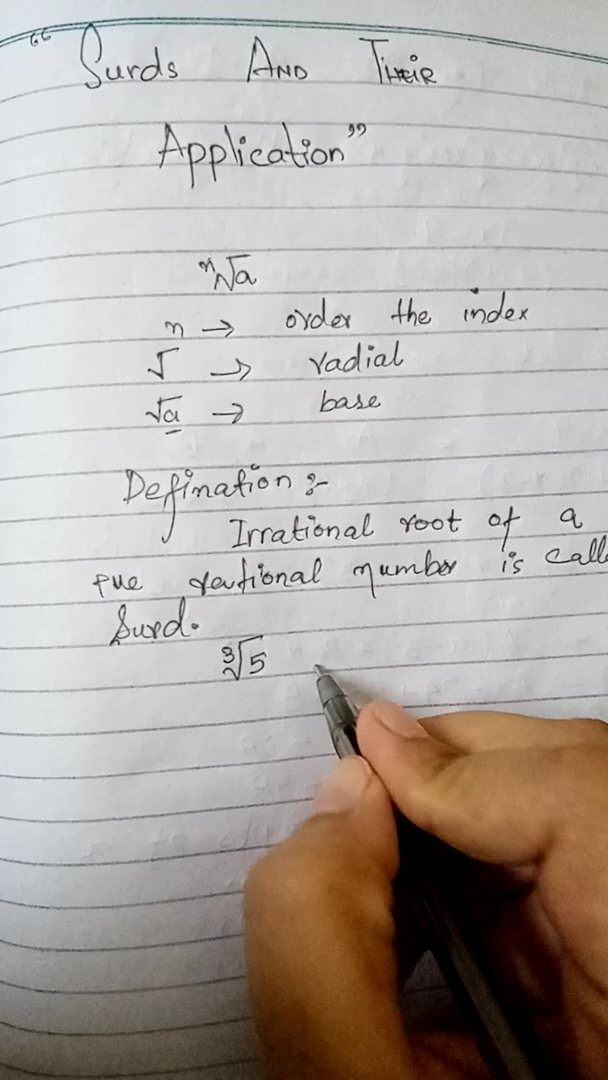 “ Surds AND THEIR
Application”
ⁿ√a
n → order the index
√ → radial
√a → base
Defination :-
Irrational root of a
+ve rational number is call
Surd.
³√5